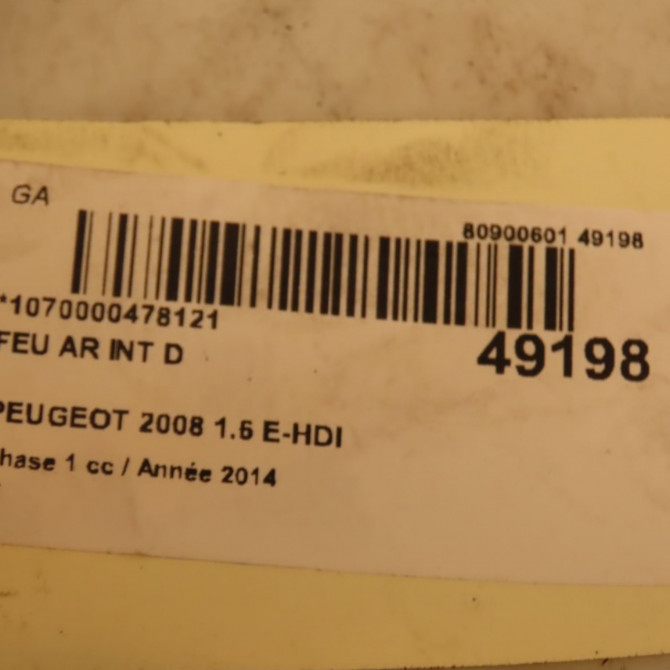 GA
80900601 49198
*1070000478121
FEU AR INT D
49198
PEUGEOT 2008 1.6 E-HDI
hase 1 cc / Année 2014